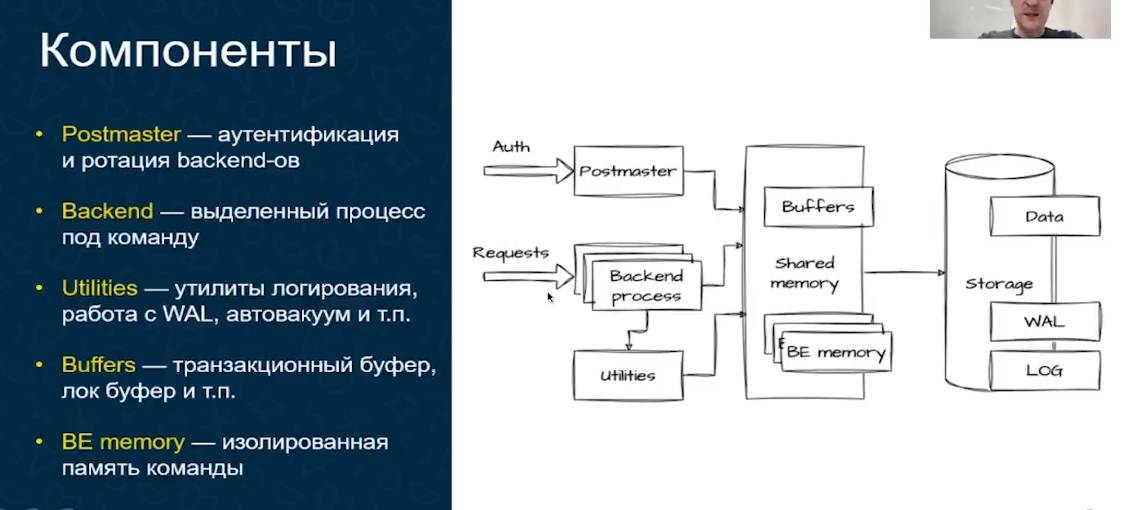 Компоненты
• Postmaster — аутентификация
и ротация backend-ов
• Backend — выделенный процесс
под команду
• Utilities — утилиты логирования,
работа с WAL, автовакуум и т.п.
• Buffers — транзакционный буфер,
лок буфер и т.п.
• BE memory — изолированная
память команды
Auth
Postmaster
Requests
Backend
process
Utilities
Buffers
Shared
memory
BE memory
Storage
Data
WAL
LOG